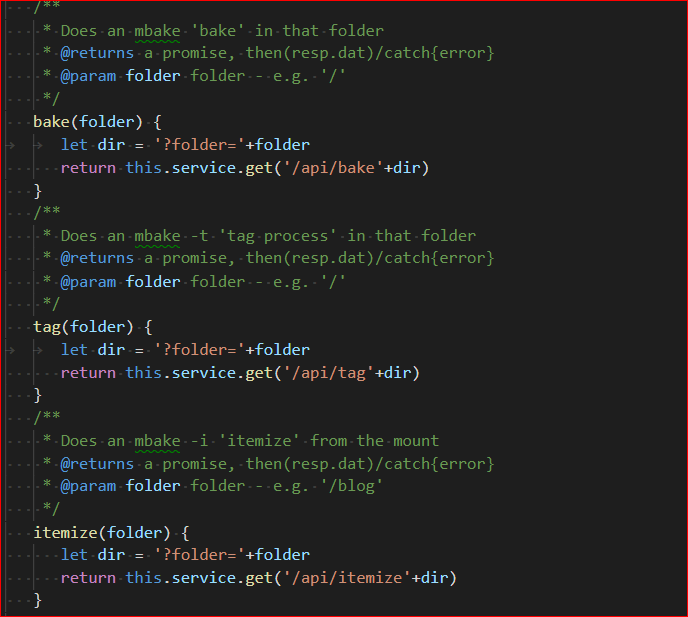 /**
* Does an mbake 'bake' in that folder
* @returns a promise, then(resp.dat)/catch{error}
* @param folder folder - e.g. '/'
*/
bake(folder) {
let dir = '?folder='+folder
return this.service.get('/api/bake'+dir)
}
/**
* Does an mbake -t 'tag process' in that folder
* @returns a promise, then(resp.dat)/catch{error}
* @param folder folder - e.g. '/'
*/
tag(folder) {
let dir = '?folder='+folder
return this.service.get('/api/tag'+dir)
}
/**
* Does an mbake -i 'itemize' from the mount
* @returns a promise, then(resp.dat)/catch{error}
* @param folder folder - e.g. '/blog'
*/
itemize(folder) {
let dir = '?folder='+folder
return this.service.get('/api/itemize'+dir)
}